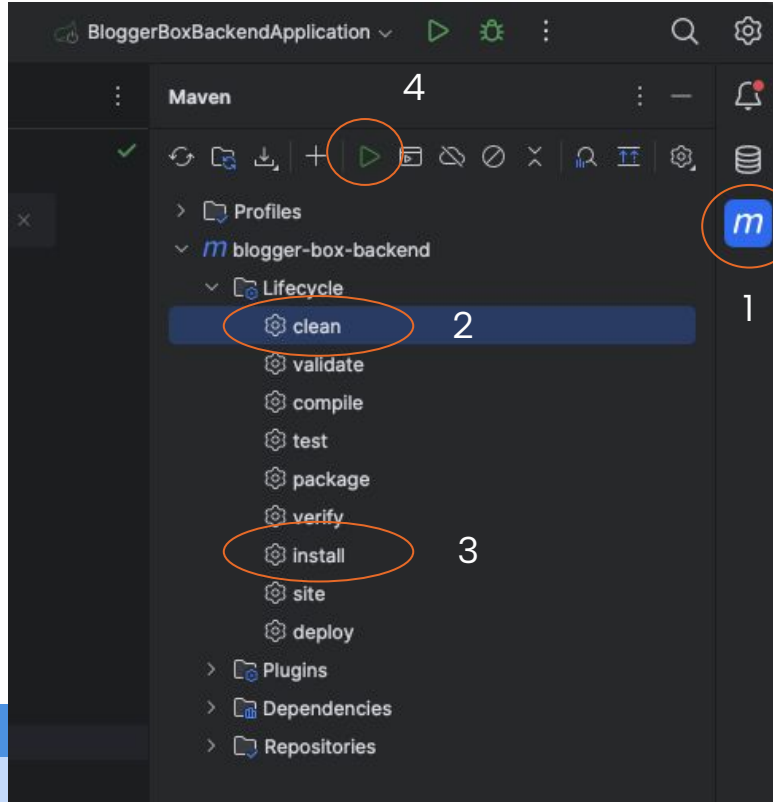 BloggerBoxBackendApplication
Maven
4
Profiles
m
m blogger-box-backend
1
Lifecycle
clean
2
validate
compile
test
package
verify
install
3
site
deploy
Plugins
Dependencies
Repositories